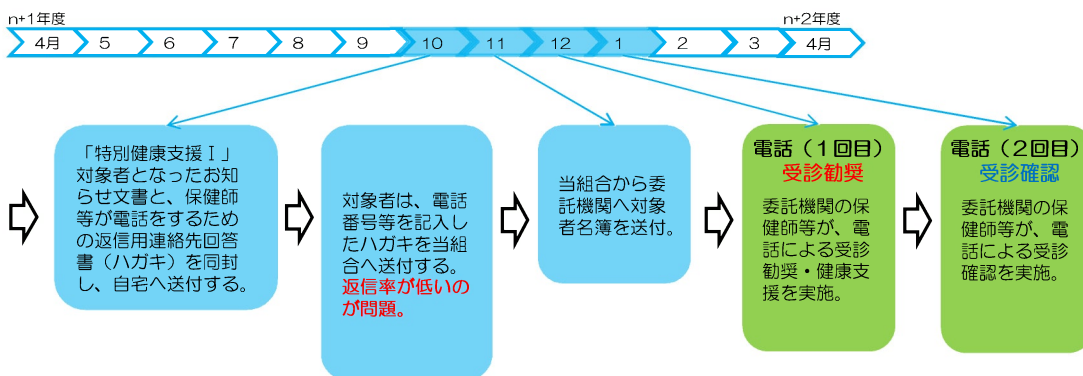 n+1年度
n+2年度
4月
5
6
7
8
9
10
11
12
1
2
3
4月
「特別健康支援Ⅰ」
対象者となったお知
らせ文書と、保健師
等が電話をするため
の返信用連絡先回答
書（ハガキ）を同封
し、自宅へ送付する。
対象者は、電話
番号等を記入し
たハガキを当組
合へ送付する。
返信率が低いの
が問題。
当組合から委
託機関へ対象
者名簿を送付。
電話（１回目）
受診勧奨
委託機関の保
健師等が、電
話による受診
勧奨・健康支
援を実施。
電話（２回目）
受診確認
委託機関の保
健師等が、電
話による受診
確認を実施。